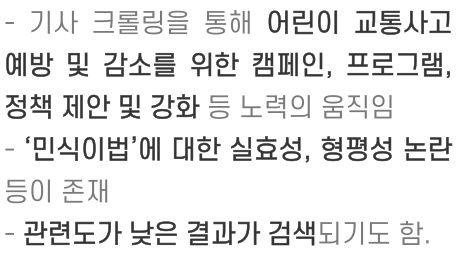 - 기사 크롤링을 통해 어린이 교통사고
예방 및 감소를 위한 캠페인, 프로그램,
정책 제안 및 강화 등 노력의 움직임
- ‘민식이법’에 대한 실효성, 형평성 논란
등이 존재
- 관련도가 낮은 결과가 검색되기도 함.